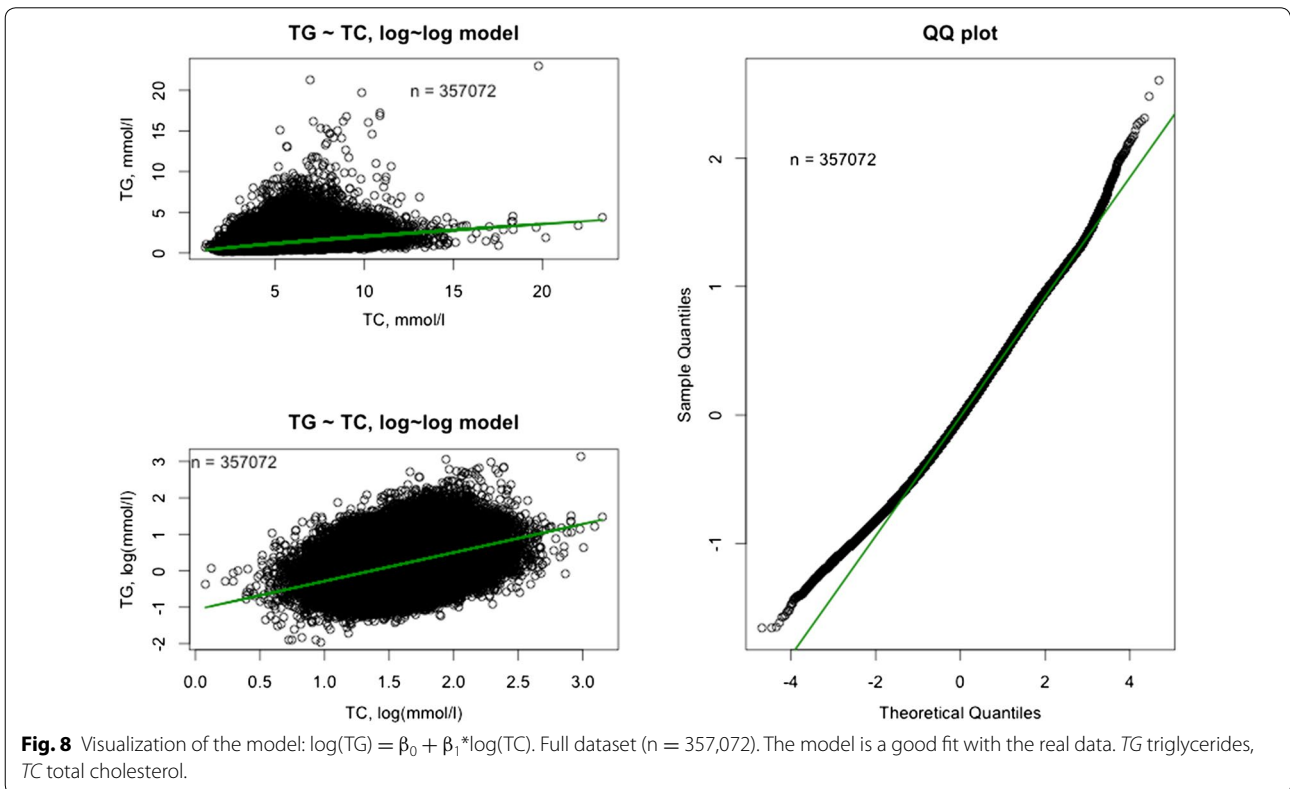 TG ~ TC, log~log model
n = 357072
TG, mmol/l
20
15
10
5
0
5
10
15
20
TC, mmol/l
TG ~ TC, log~log model
n = 357072
TG, log(mmol/l)
3
2
1
0
-1
-2
0.0
0.5
1.0
1.5
2.0
2.5
3.0
TC, log(mmol/l)
QQ plot
n = 357072
Sample Quantiles
2
1
0
-1
-4
-2
0
2
4
Theoretical Quantiles
Fig. 8 Visualization of the model: log(TG) = β₀ + β₁*log(TC). Full dataset (n = 357,072). The model is a good fit with the real data. TG triglycerides,
TC total cholesterol.